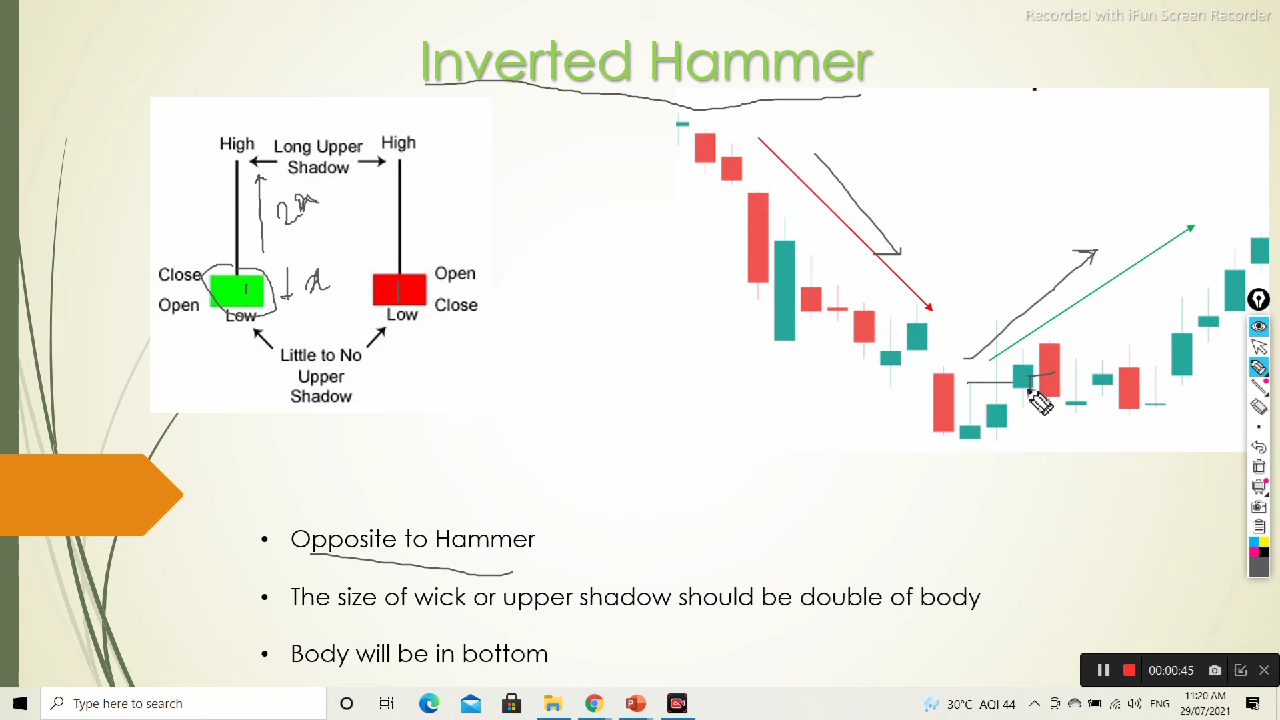 Recorded with iFun Screen Recorder
Inverted Hammer
High
Long Upper
Shadow
High
2x
Close
Open
x
Low
Open
Close
Low
Little to No
Upper
Shadow
• Opposite to Hammer
• The size of wick or upper shadow should be double of body
• Body will be in bottom
00:00:45
Type here to search
30°C AQI 44
ENG
11:20 AM
29/07/2021